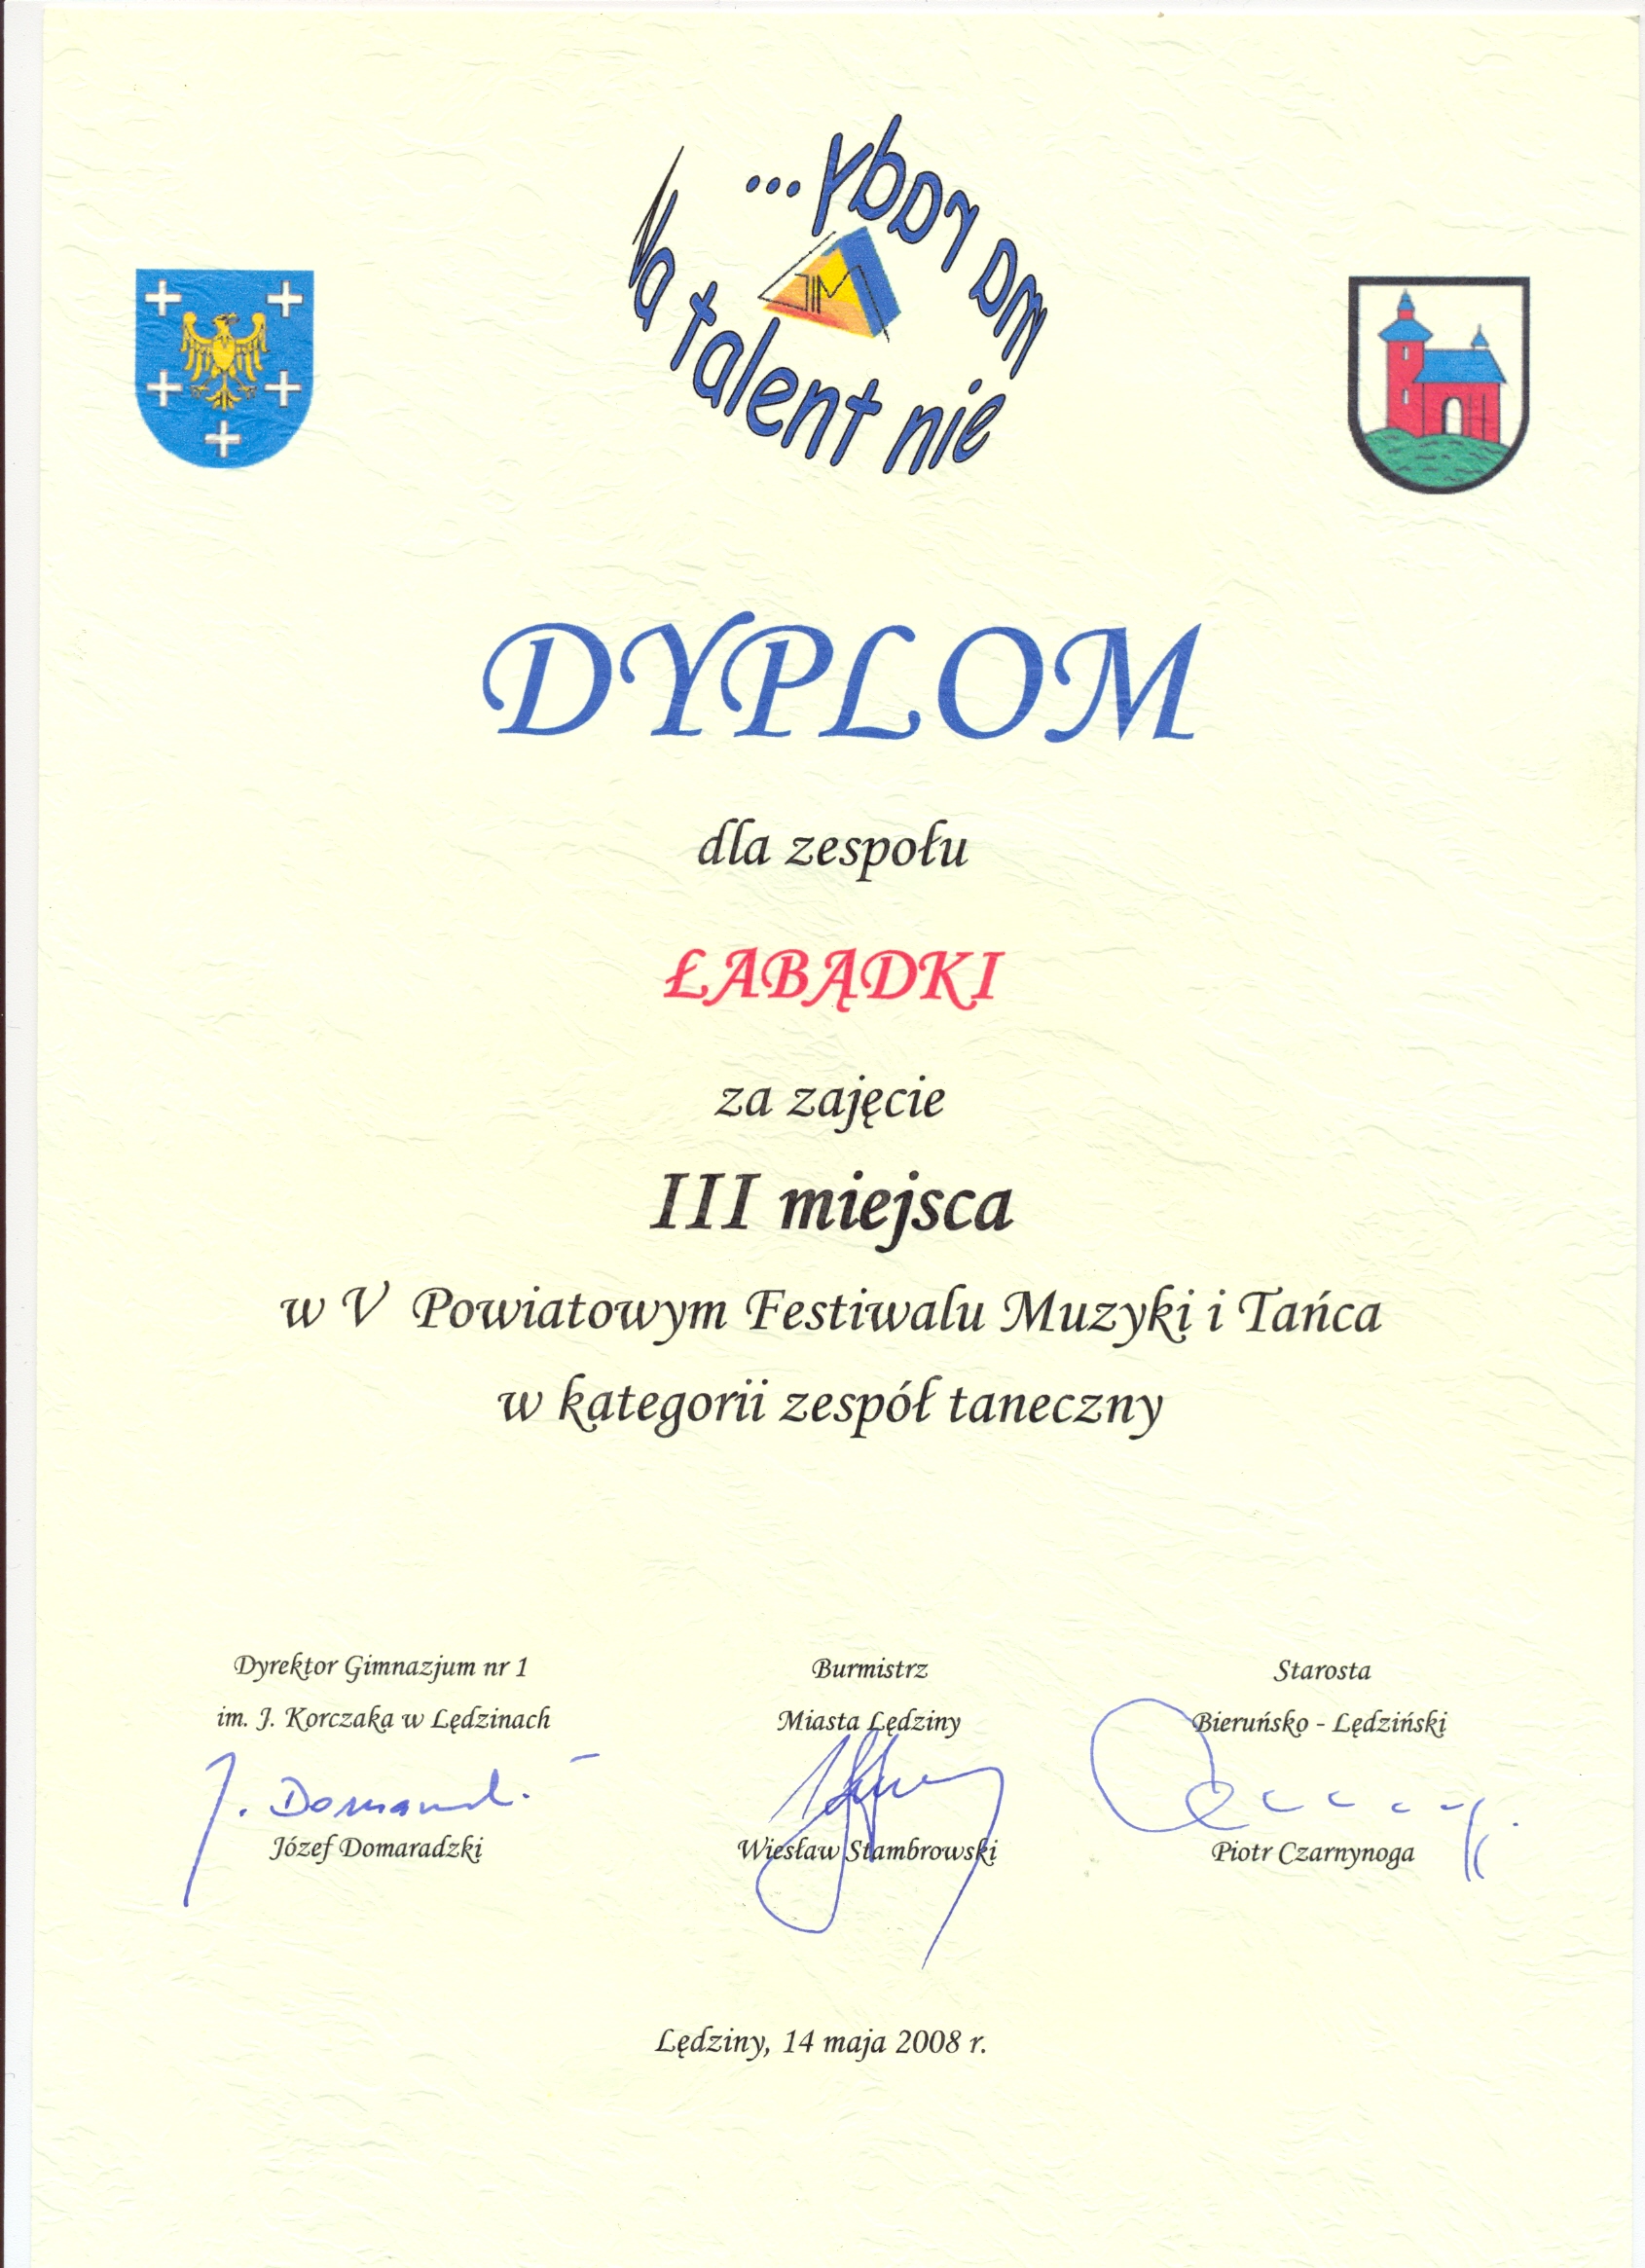 Na talent nie
ma rady...
DYPLOM
dla zespołu
ŁABĄDKI
za zajęcie
III miejsca
w V Powiatowym Festiwalu Muzyki i Tańca
w kategorii zespół taneczny
Dyrektor Gimnazjum nr 1
im. J. Korczaka w Lędzinach
J. Domarad.
Józef Domaradzki
Burmistrz
Miasta Lędziny
Wiesław Stambrowski
Starosta
Bieruńsko - Lędziński
Piotr Czarnynoga
Lędziny, 14 maja 2008 r.